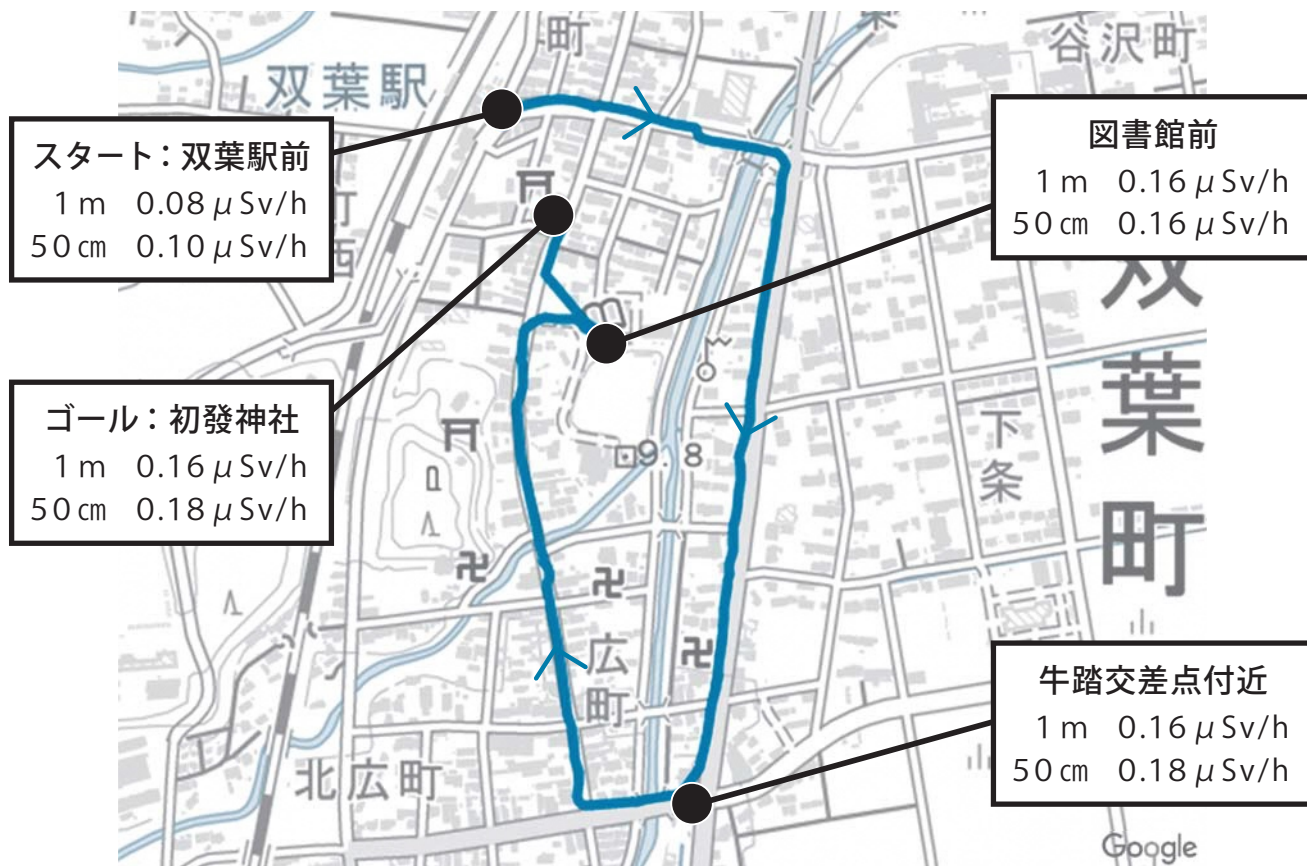 町
谷沢町
双葉駅
スタート：双葉駅前
1m 0.08μSv/h
50㎝ 0.10μSv/h
図書館前
1m 0.16μSv/h
50㎝ 0.16μSv/h
町
西
双
葉
町
ゴール：初發神社
1m 0.16μSv/h
50㎝ 0.18μSv/h
9.8
下
条
広
町
牛踏交差点付近
1m 0.16μSv/h
50㎝ 0.18μSv/h
北広町
Google